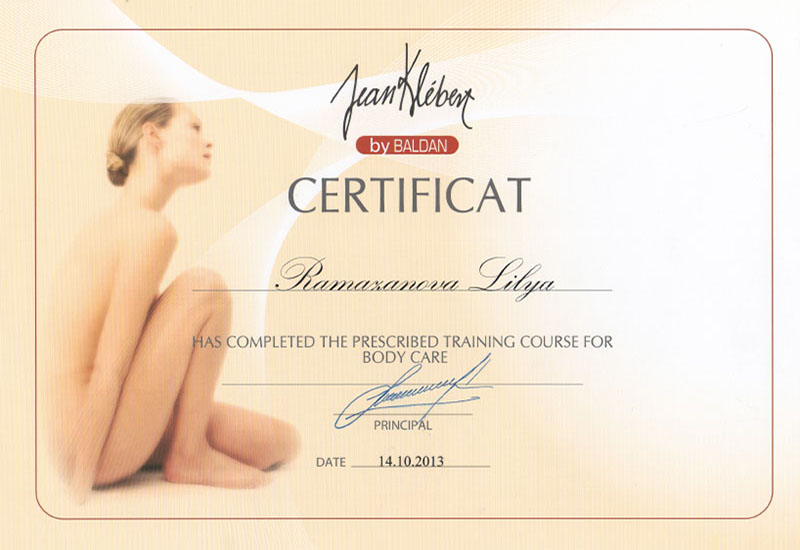 Jean Klébert
by BALDAN
CERTIFICAT
Ramazanova Lilya
HAS COMPLETED THE PRESCRIBED TRAINING COURSE FOR
BODY CARE
PRINCIPAL
DATE 14.10.2013